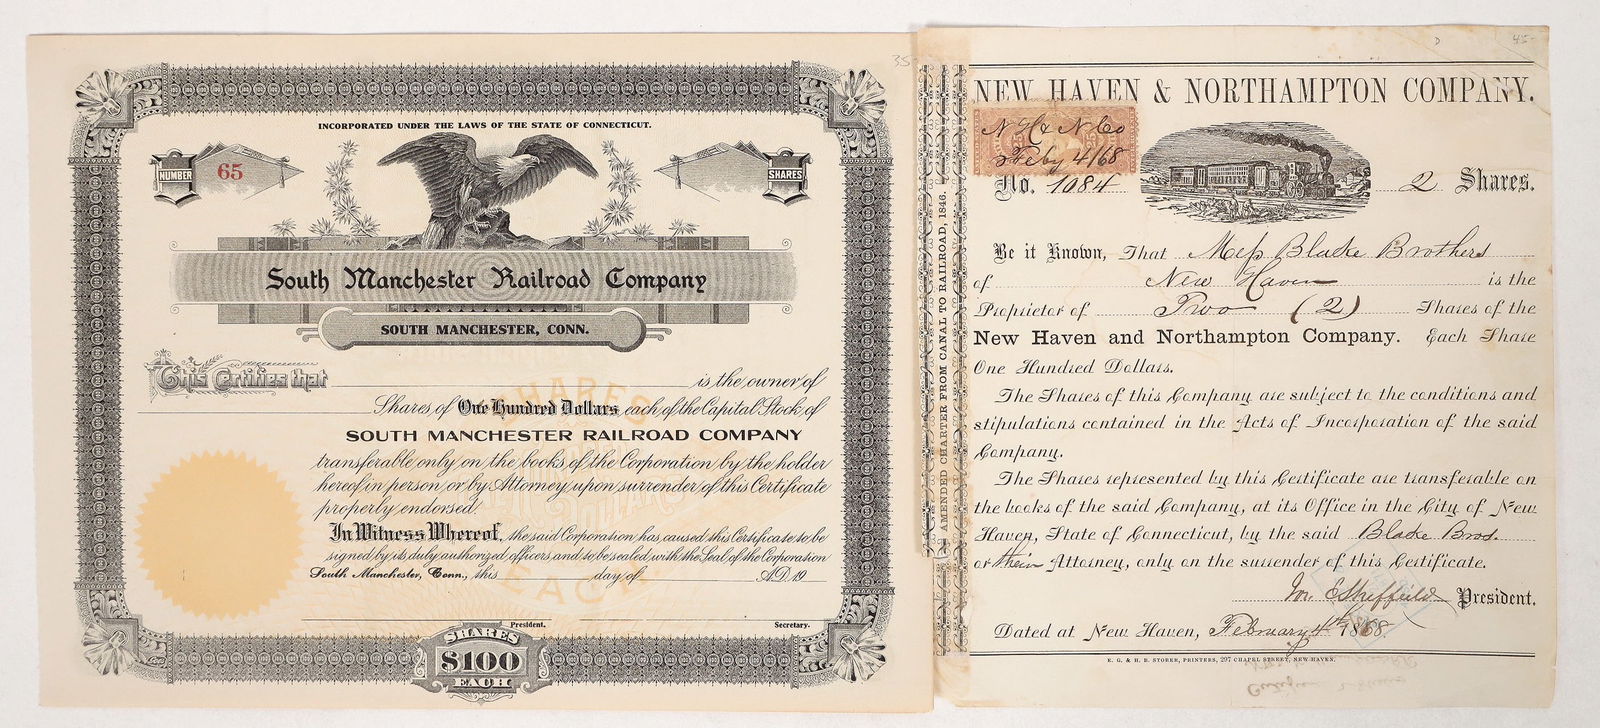 INCORPORATED UNDER THE LAWS OF THE STATE OF CONNECTICUT.
NUMBER 65
SHARES
South Manchester Railroad Company
SOUTH MANCHESTER, CONN.
This Certifies that is the owner of
Shares of One Hundred Dollars each of the Capital Stock of
SOUTH MANCHESTER RAILROAD COMPANY
transferable only on the books of the Corporation by the holder
hereof in person or by Attorney upon surrender of this Certificate
properly endorsed.
In Witness Whereof, the said Corporation has caused this Certificate to be
signed by its duly authorized officers and to be sealed with the Seal of the Corporation
South Manchester, Conn., this day of A.D. 19
President. Secretary.
SHARES
$100
EACH
SHARES
EACH
35
D 45-
AMENDED CHARTER FROM CANAL TO RAILROAD, 1846.
NEW HAVEN & NORTHAMPTON COMPANY.
N H & N Co
Feby 4/68
No. 1084 2 Shares.
Be it Known, That Mess Blake Brothers
of New Haven is the
Proprietor of Two (2) Shares of the
New Haven and Northampton Company. Each Share
One Hundred Dollars.
The Shares of this Company are subject to the conditions and
stipulations contained in the Acts of Incorporation of the said
Company.
The Shares represented by this Certificate are transferable on
the books of the said Company, at its Office in the City of New
Haven, State of Connecticut, by the said Blake Bros.
or their Attorney, only on the surrender of this Certificate.
Jos. E Sheffield President.
Dated at New Haven, February 4th 1868
E. G. & H. B. STORER, PRINTERS, 297 CHAPEL STREET, NEW HAVEN.